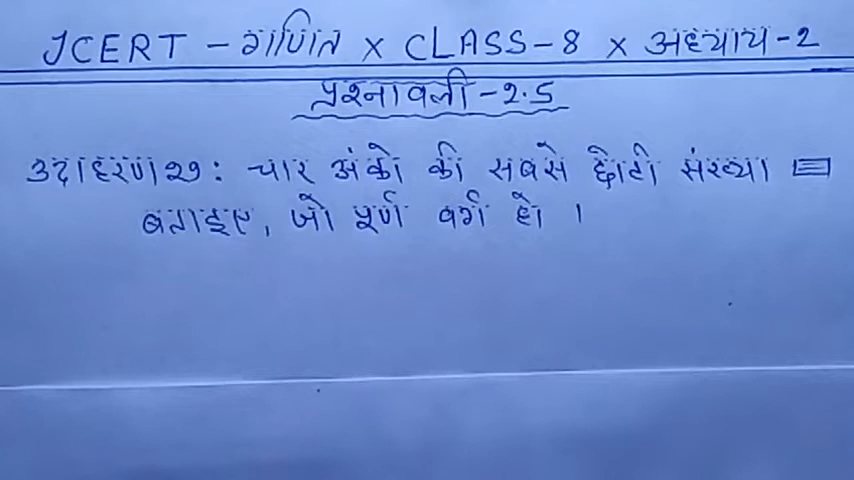 JCERT - गणित × CLASS-8 × अध्याय-2
प्रश्नावली-2.5
उदाहरण 29: चार अंको की सबसे छोटी संख्या
बताइए, जो पूर्ण वर्ग हो ।